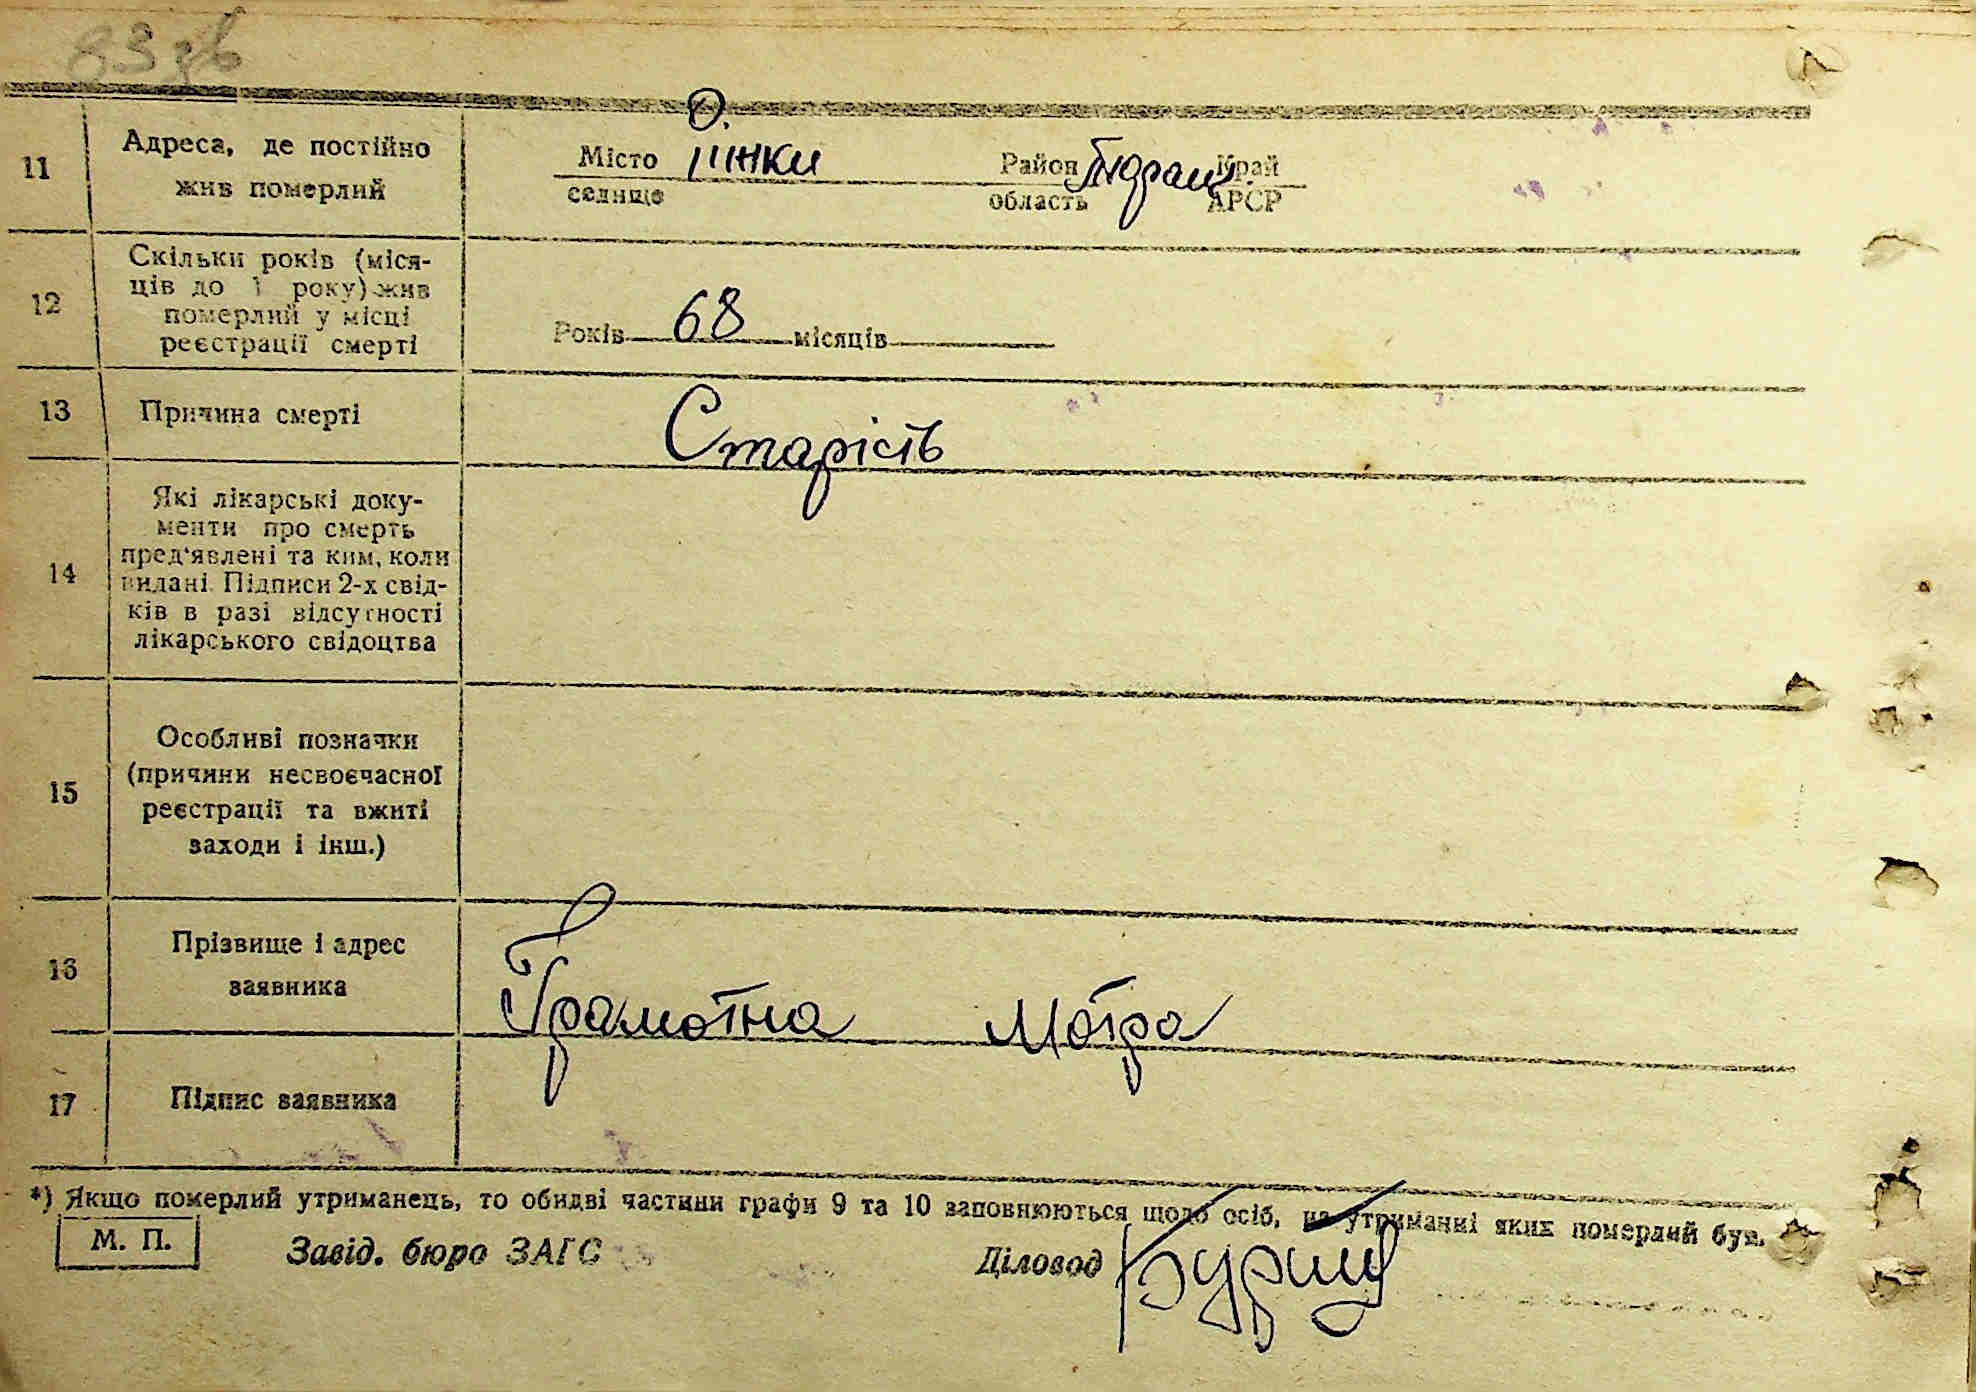 83 зв
11 Адреса, де постійно жив померлий
Місто О. пінки Район Край
селище область АРСР
12 Скільки років (міся-
ців до 1 року) жив
померлий у місці
реєстрації смерті
Років 68 місяців
13 Причина смерті Старість
14 Які лікарські доку-
менти про смерть
пред'явлені та ким, коли
видані. Підписи 2-х свід-
ків в разі відсутності
лікарського свідоцтва
15 Особливі позначки
(причини несвоєчасної
реєстрації та вжиті
заходи і інш.)
16 Прізвище і адрес
заявника
Грамотна Мотря
17 Підпис заявника
*) Якщо померлий утриманець, то обидві частини графи 9 та 10 заповнюються щодо осіб, на утриманні яких померлий був.
М. П. Завід. бюро ЗАГС Діловод